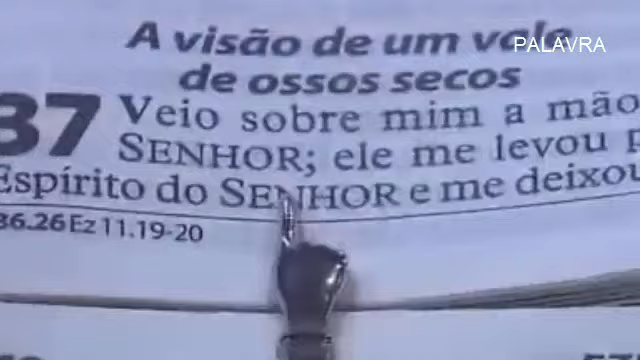 PALAVRA
A visão de um vale
de ossos secos
37 Veio sobre mim a mão
SENHOR; ele me levou
Espírito do SENHOR e me deixou
36.26 Ez 11.19-20